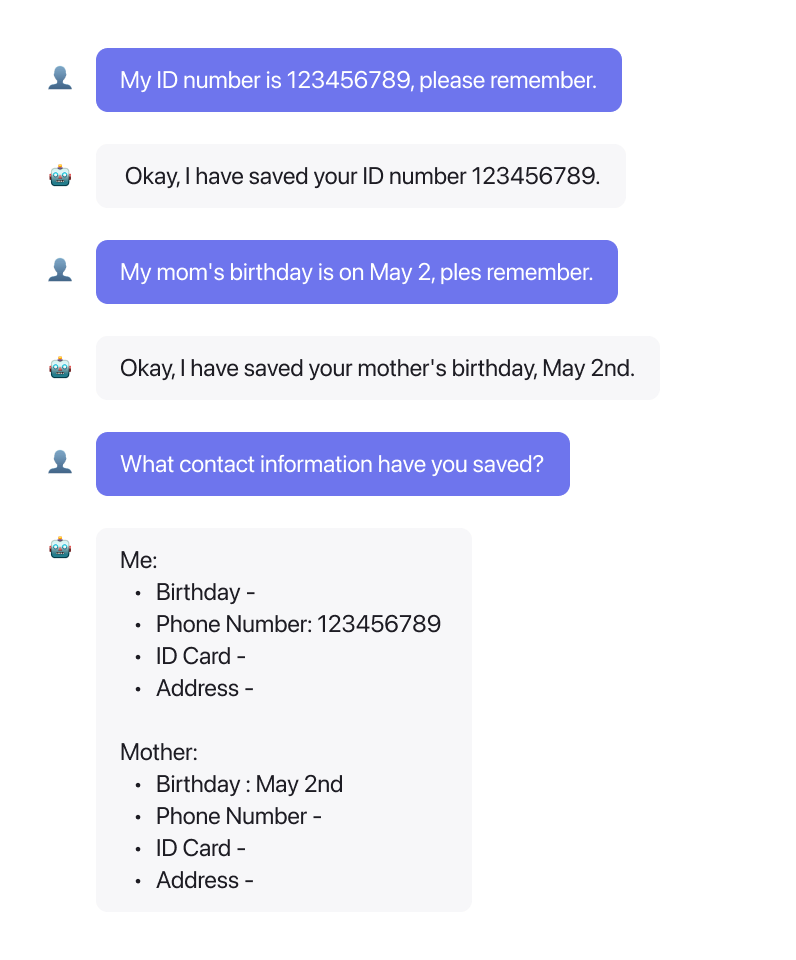 My ID number is 123456789, please remember.
Okay, I have saved your ID number 123456789.
My mom's birthday is on May 2, ples remember.
Okay, I have saved your mother's birthday, May 2nd.
What contact information have you saved?
Me:
• Birthday -
• Phone Number: 123456789
• ID Card -
• Address -
Mother:
• Birthday : May 2nd
• Phone Number -
• ID Card -
• Address -